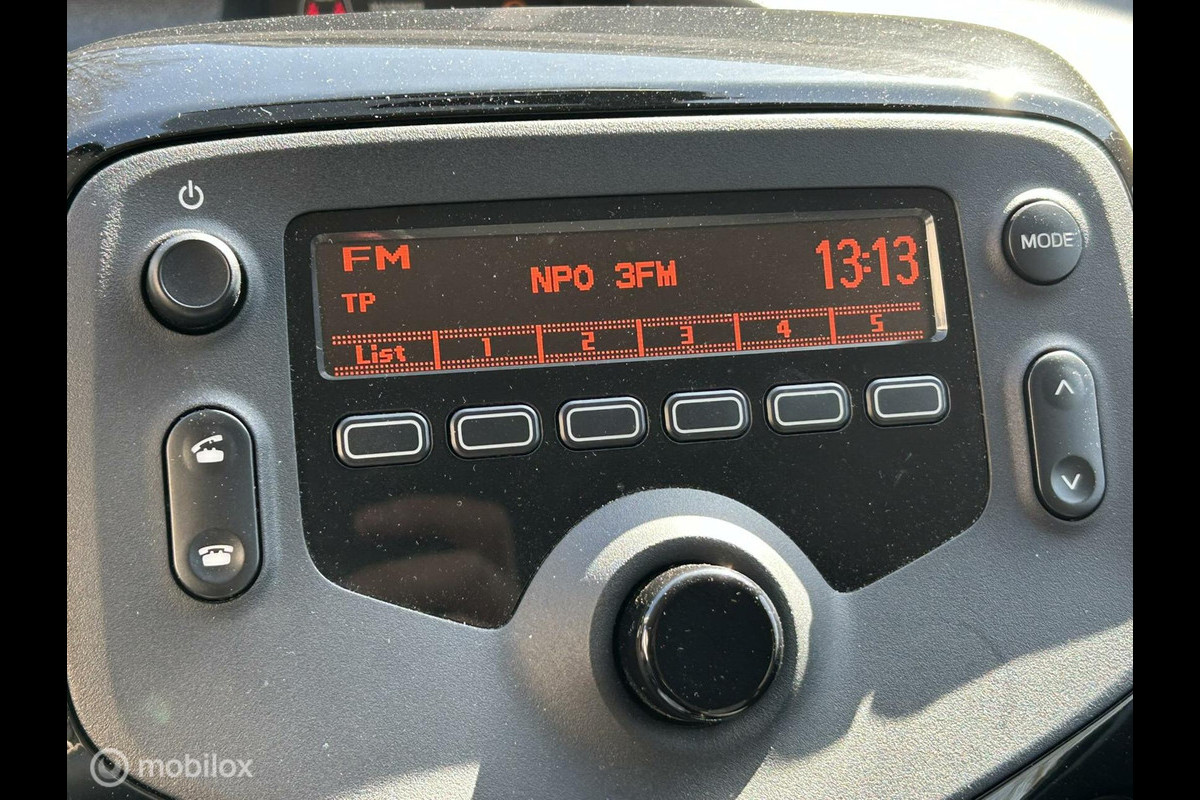 FM
NPO 3FM
13:13
TP
List 1 2 3 4 5
MODE
mobilox